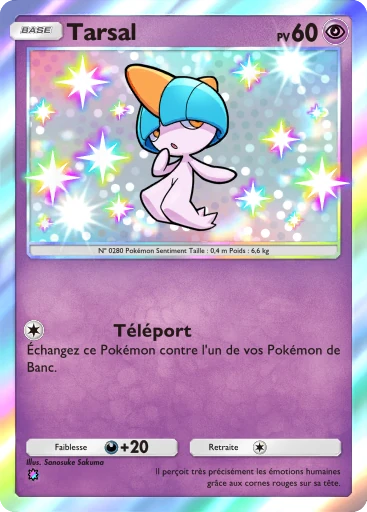 BASE
Tarsal
PV 60
N° 0280 Pokémon Sentiment Taille : 0,4 m Poids : 6,6 kg
Téléport
Échangez ce Pokémon contre l'un de vos Pokémon de
Banc.
Faiblesse +20
Retraite
Illus. Sanosuke Sakuma
Il perçoit très précisément les émotions humaines
grâce aux cornes rouges sur sa tête.